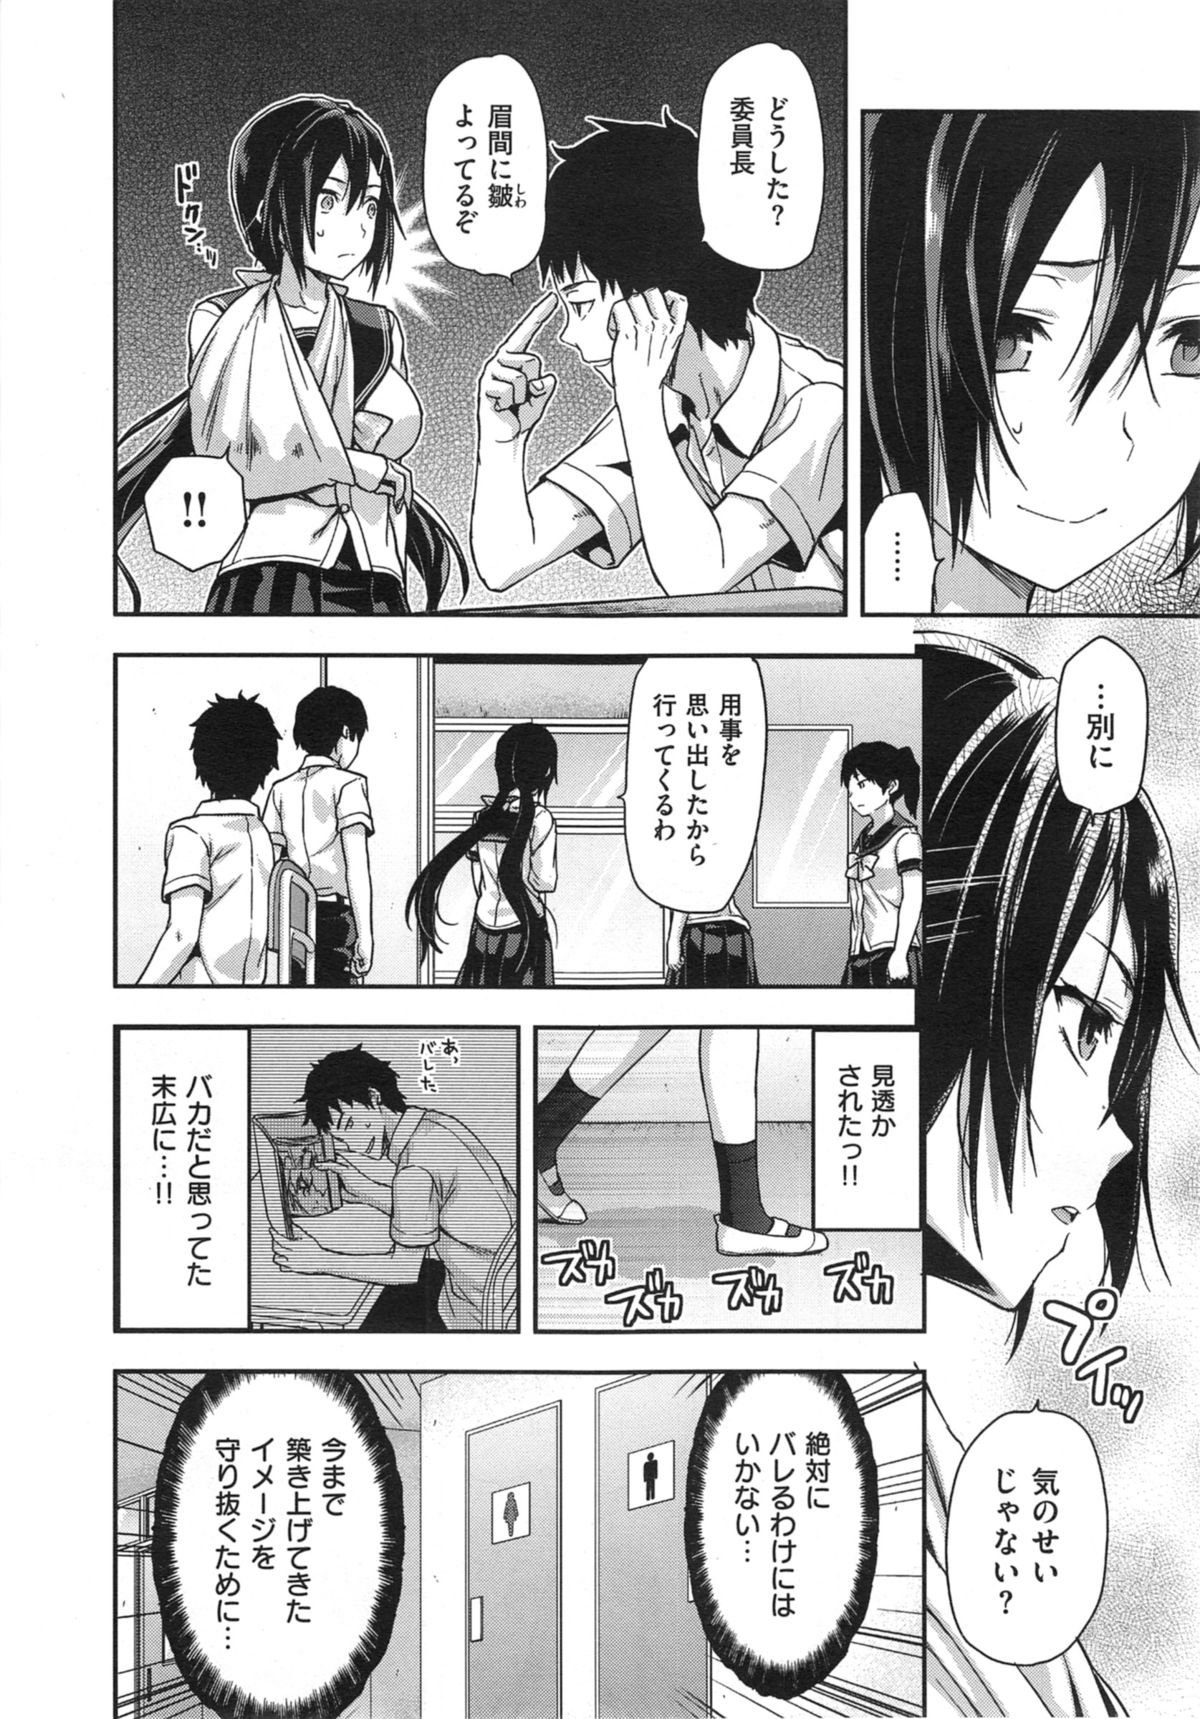 ……
どうした?
委員長
眉間に皺
しわ
よってるぞ
ドクン…ッ
!!
…別に
プイッ
気のせい
じゃない?
用事を
思い出したから
行ってくるわ
見透か
されたっ!!
ズカ
ズカ
ズカ
ズカ
あ、
バレた
バカだと思ってた
末広に…!!
絶対に
バレるわけには
いかない…
今まで
築き上げてきた
イメージを
守り抜くために…